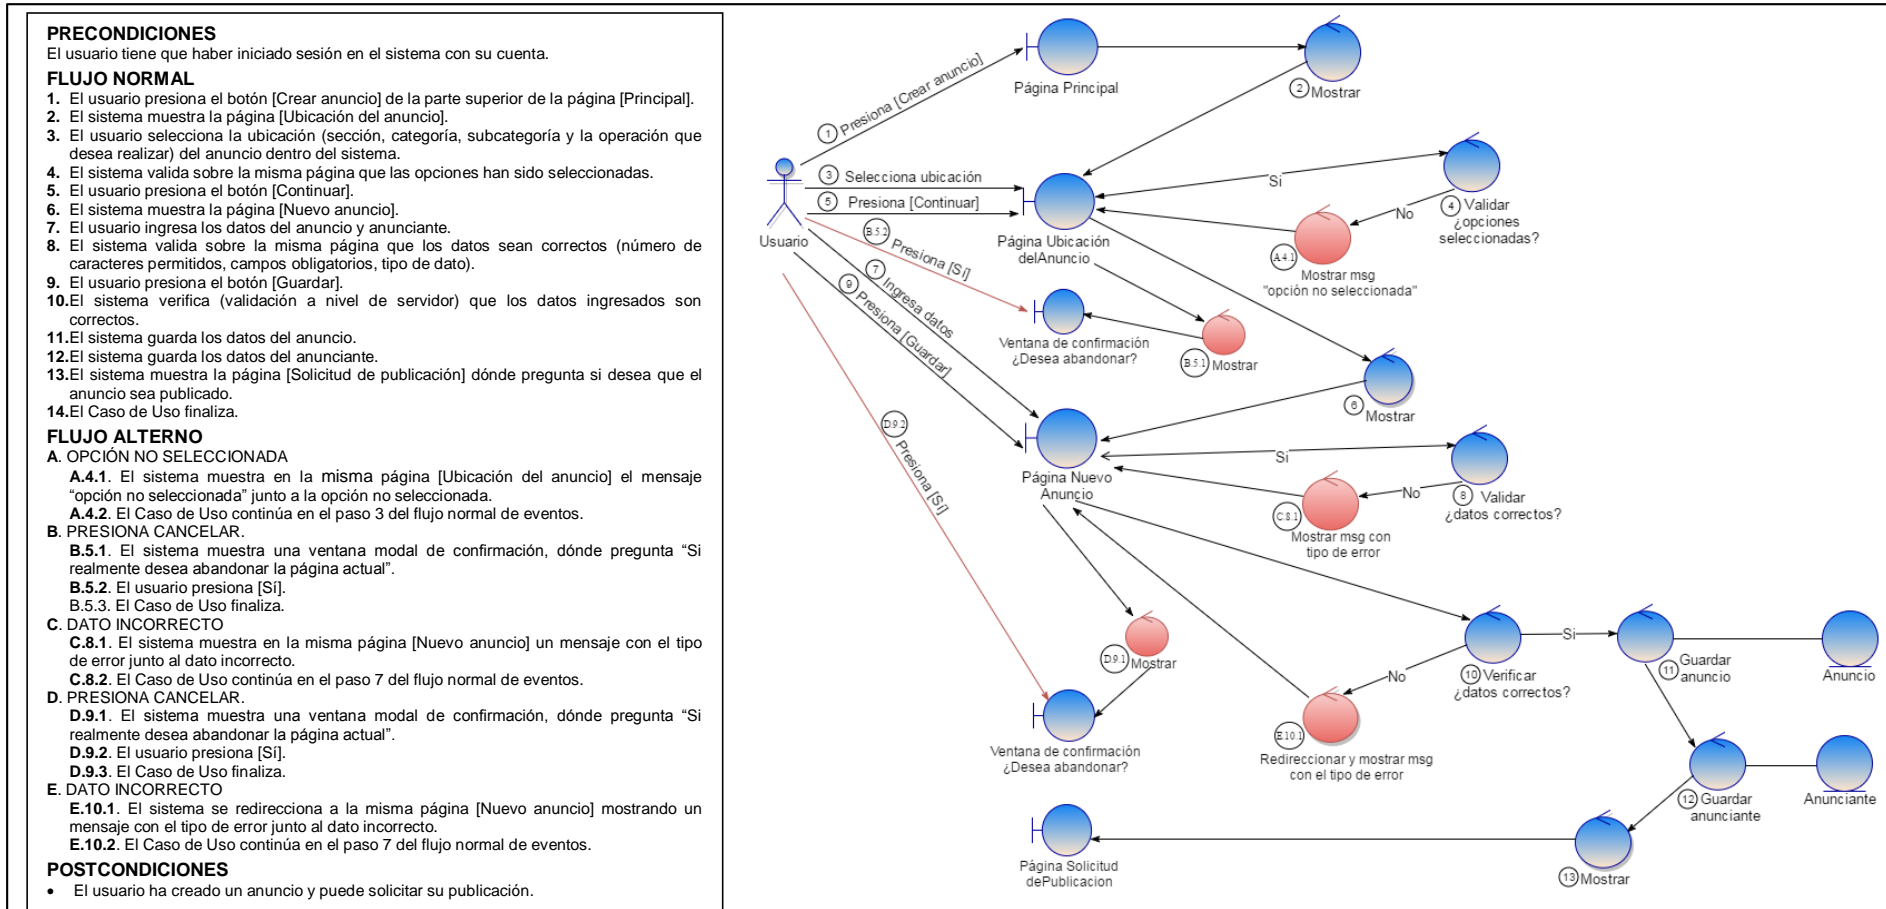 PRECONDICIONES
El usuario tiene que haber iniciado sesión en el sistema con su cuenta.
FLUJO NORMAL
1. El usuario presiona el botón [Crear anuncio] de la parte superior de la página [Principal].
2. El sistema muestra la página [Ubicación del anuncio].
3. El usuario selecciona la ubicación (sección, categoría, subcategoría y la operación que
desea realizar) del anuncio dentro del sistema.
4. El sistema valida sobre la misma página que las opciones han sido seleccionadas.
5. El usuario presiona el botón [Continuar].
6. El sistema muestra la página [Nuevo anuncio].
7. El usuario ingresa los datos del anuncio y anunciante.
8. El sistema valida sobre la misma página que los datos sean correctos (número de
caracteres permitidos, campos obligatorios, tipo de dato).
9. El usuario presiona el botón [Guardar].
10.El sistema verifica (validación a nivel de servidor) que los datos ingresados son
correctos.
11.El sistema guarda los datos del anuncio.
12.El sistema guarda los datos del anunciante.
13.El sistema muestra la página [Solicitud de publicación] dónde pregunta si desea que el
anuncio sea publicado.
14.El Caso de Uso finaliza.
FLUJO ALTERNO
A. OPCIÓN NO SELECCIONADA
A.4.1. El sistema muestra en la misma página [Ubicación del anuncio] el mensaje
“opción no seleccionada” junto a la opción no seleccionada.
A.4.2. El Caso de Uso continúa en el paso 3 del flujo normal de eventos.
B. PRESIONA CANCELAR.
B.5.1. El sistema muestra una ventana modal de confirmación, dónde pregunta “Si
realmente desea abandonar la página actual”.
B.5.2. El usuario presiona [Sí].
B.5.3. El Caso de Uso finaliza.
C. DATO INCORRECTO
C.8.1. El sistema muestra en la misma página [Nuevo anuncio] un mensaje con el tipo
de error junto al dato incorrecto.
C.8.2. El Caso de Uso continúa en el paso 7 del flujo normal de eventos.
D. PRESIONA CANCELAR.
D.9.1. El sistema muestra una ventana modal de confirmación, dónde pregunta “Si
realmente desea abandonar la página actual”.
D.9.2. El usuario presiona [Sí].
D.9.3. El Caso de Uso finaliza.
E. DATO INCORRECTO
E.10.1. El sistema se redirecciona a la misma página [Nuevo anuncio] mostrando un
mensaje con el tipo de error junto al dato incorrecto.
E.10.2. El Caso de Uso continúa en el paso 7 del flujo normal de eventos.
POSTCONDICIONES
• El usuario ha creado un anuncio y puede solicitar su publicación.
Página Principal
2 Mostrar
1 Presiona [Crear anuncio]
Usuario
3 Selecciona ubicación
5 Presiona [Continuar]
Página Ubicación
delAnuncio
Si
No
4 Validar
¿opciones
seleccionadas?
A.4.1
Mostrar msg
"opción no seleccionada"
B.5.2 Presiona [Sí]
Ventana de confirmación
¿Desea abandonar?
B.5.1 Mostrar
7 Ingresa datos
9 Presiona [Guardar]
6 Mostrar
Página Nuevo
Anuncio
Si
No
8 Validar
¿datos correctos?
C.8.1
Mostrar msg con
tipo de error
D.9.2 Presiona [Sí]
D.9.1 Mostrar
Ventana de confirmación
¿Desea abandonar?
No
Si
10 Verificar
¿datos correctos?
11 Guardar
anuncio
Anuncio
E.10.1
Redireccionar y mostrar msg
con el tipo de error
12 Guardar
anunciante
Anunciante
Página Solicitud
dePublicacion
13 Mostrar